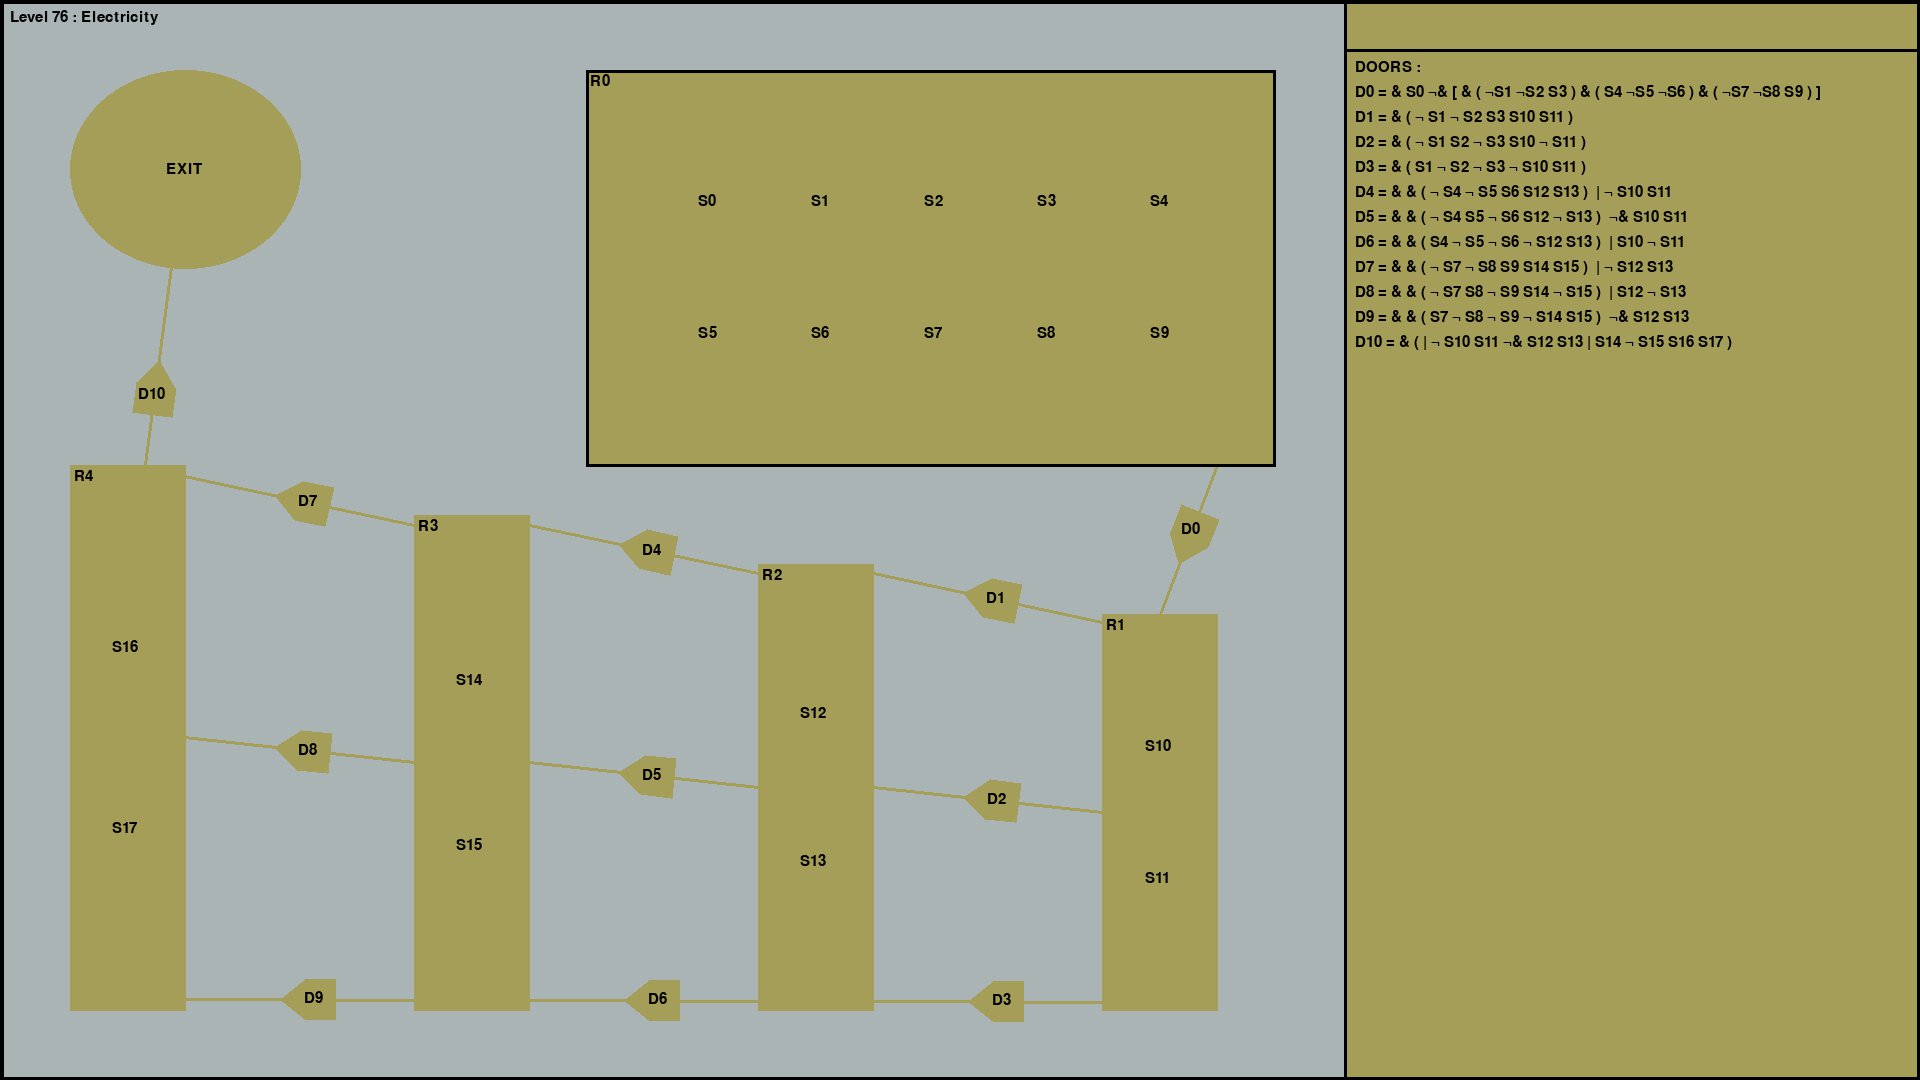 Level 76 : Electricity
DOORS :
D0 = & S0 ¬& [ & ( ¬S1 ¬S2 S3 ) & ( S4 ¬S5 ¬S6 ) & ( ¬S7 ¬S8 S9 ) ]
D1 = & ( ¬ S1 ¬ S2 S3 S10 S11 )
D2 = & ( ¬ S1 S2 ¬ S3 S10 ¬ S11 )
D3 = & ( S1 ¬ S2 ¬ S3 ¬ S10 S11 )
D4 = & & ( ¬ S4 ¬ S5 S6 S12 S13 ) | ¬ S10 S11
D5 = & & ( ¬ S4 S5 ¬ S6 S12 ¬ S13 ) ¬& S10 S11
D6 = & & ( S4 ¬ S5 ¬ S6 ¬ S12 S13 ) | S10 ¬ S11
D7 = & & ( ¬ S7 ¬ S8 S9 S14 S15 ) | ¬ S12 S13
D8 = & & ( ¬ S7 S8 ¬ S9 S14 ¬ S15 ) | S12 ¬ S13
D9 = & & ( S7 ¬ S8 ¬ S9 ¬ S14 S15 ) ¬& S12 S13
D10 = & ( | ¬ S10 S11 ¬& S12 S13 | S14 ¬ S15 S16 S17 )
R0
EXIT
S0 S1 S2 S3 S4
S5 S6 S7 S8 S9
D10
R4
D7
R3
D4
R2
D1
R1
D0
S16
S14
S12
S10
D8
D5
D2
S17
S15
S13
S11
D9
D6
D3